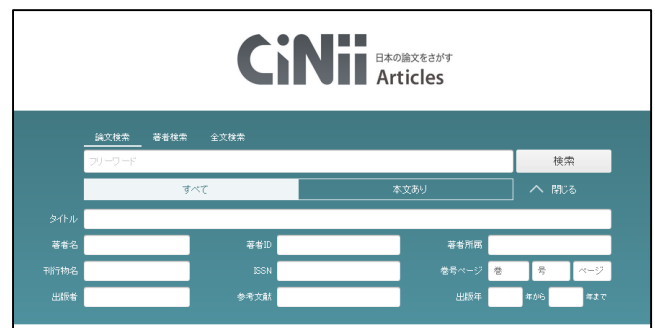 CiNii 日本の論文をさがす
Articles
論文検索 著者検索 全文検索
フリーワード 検索
すべて 本文あり 閉じる
タイトル
著者名 著者ID 著者所属
刊行物名 ISSN 巻号ページ 巻 号 ページ
出版者 参考文献 出版年 年から 年まで